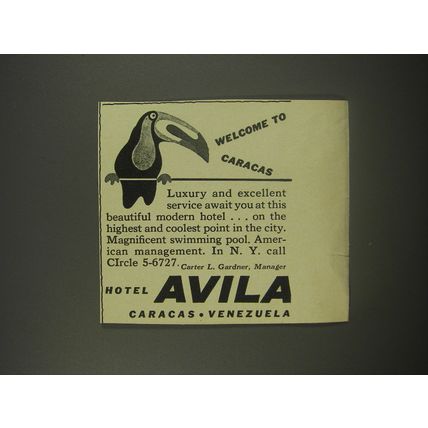 WELCOME TO
CARACAS
Luxury and excellent
service await you at this
beautiful modern hotel . . . on the
highest and coolest point in the city.
Magnificent swimming pool. Amer-
ican management. In N. Y. call
CIrcle 5-6727. Carter L. Gardner, Manager
HOTEL AVILA
CARACAS • VENEZUELA